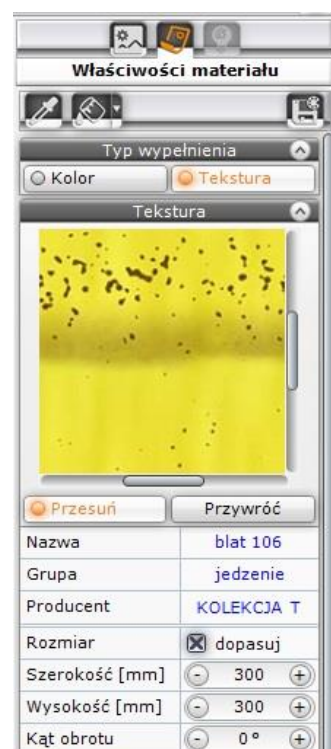 Właściwości materiału
Typ wypełnienia
Kolor Tekstura
Tekstura
Przesuń Przywróć
Nazwa blat 106
Grupa jedzenie
Producent KOLEKCJA T
Rozmiar dopasuj
Szerokość [mm] - 300 +
Wysokość [mm] - 300 +
Kąt obrotu - 0° +